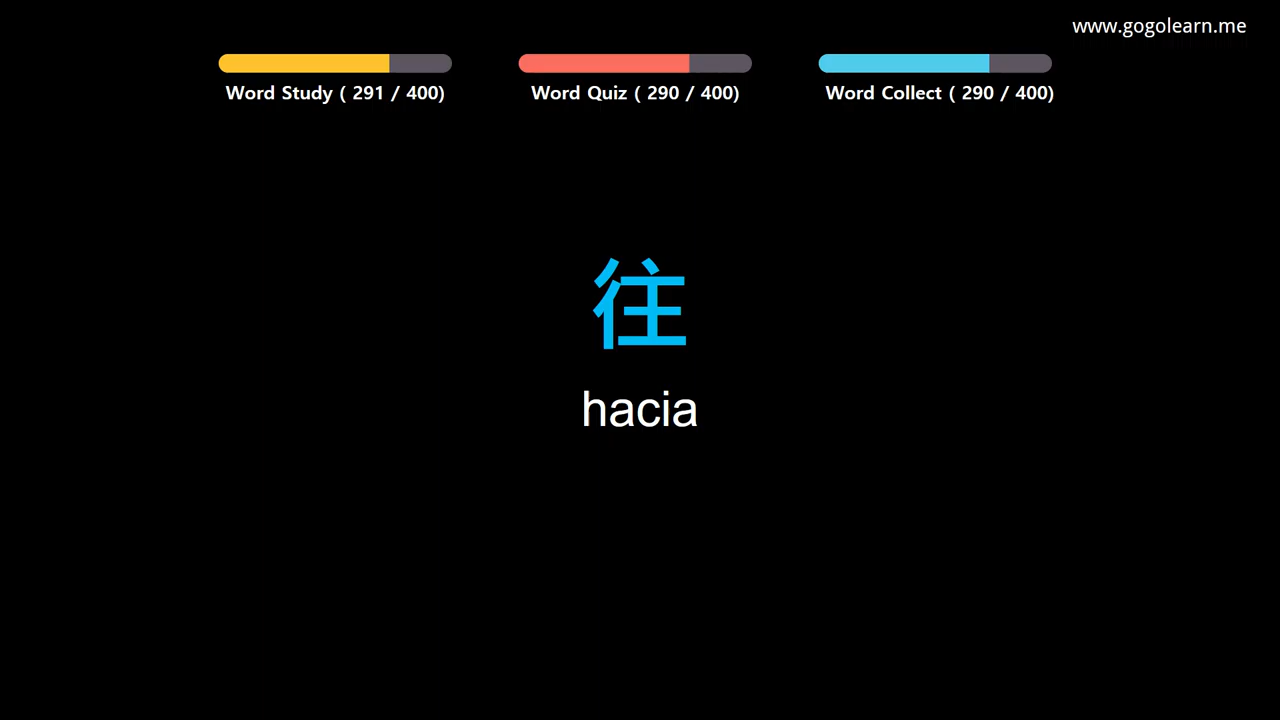 www.gogolearn.me
Word Study ( 291 / 400)
Word Quiz ( 290 / 400)
Word Collect ( 290 / 400)
往
hacia